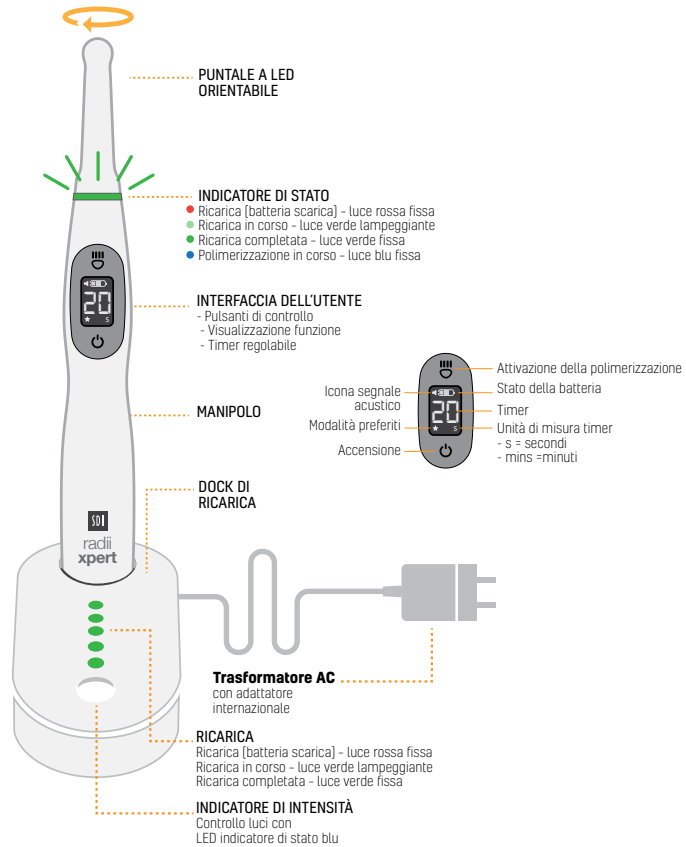 PUNTALE A LED
ORIENTABILE
INDICATORE DI STATO
Ricarica (batteria scarica) - luce rossa fissa
Ricarica in corso - luce verde lampeggiante
Ricarica completata - luce verde fissa
Polimerizzazione in corso - luce blu fissa
20
s
INTERFACCIA DELL'UTENTE
- Pulsanti di controllo
- Visualizzazione funzione
- Timer regolabile
Attivazione della polimerizzazione
Icona segnale
acustico
Stato della batteria
20
s
Timer
Modalità preferiti
Unità di misura timer
- s = secondi
- mins =minuti
Accensione
MANIPOLO
DOCK DI
RICARICA
SDI
radii
xpert
Trasformatore AC
con adattatore
internazionale
RICARICA
Ricarica (batteria scarica) - luce rossa fissa
Ricarica in corso - luce verde lampeggiante
Ricarica completata - luce verde fissa
INDICATORE DI INTENSITÀ
Controllo luci con
LED indicatore di stato blu